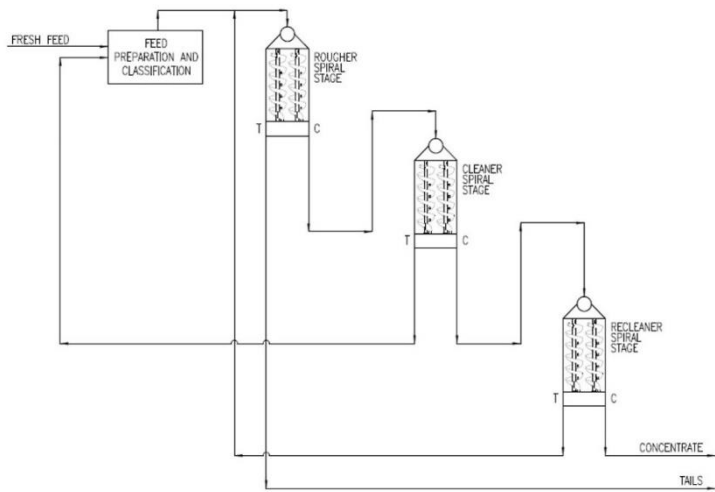 FRESH FEED
FEED
PREPARATION AND
CLASSIFICATION
ROUGHER
SPIRAL
STAGE
T
C
CLEANER
SPIRAL
STAGE
T
C
RECLEANER
SPIRAL
STAGE
T
C
CONCENTRATE
TAILS